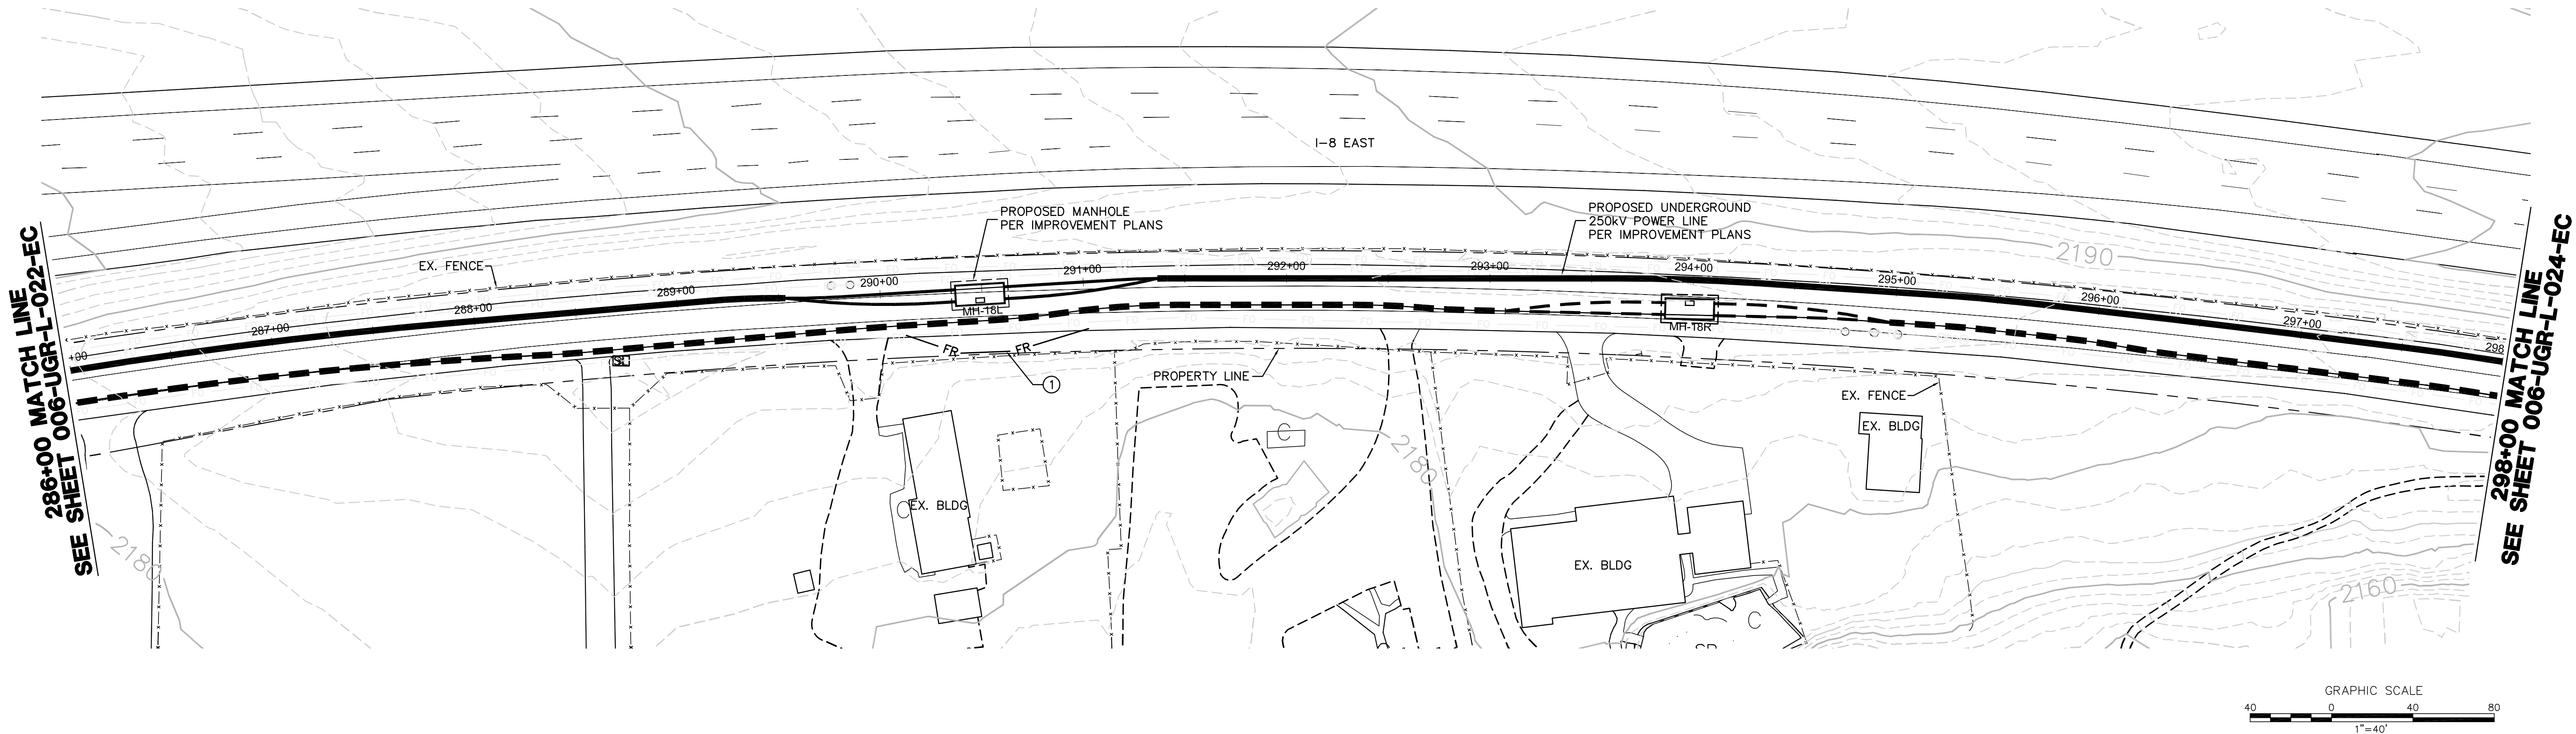 I-8 EAST
PROPOSED MANHOLE
PER IMPROVEMENT PLANS
PROPOSED UNDERGROUND
250kV POWER LINE
PER IMPROVEMENT PLANS
2190
EX. FENCE
286+00 MATCH LINE
SEE SHEET 006-UGR-L-022-EC
298+00 MATCH LINE
SEE SHEET 006-UGR-L-024-EC
+00
287+00
288+00
289+00
290+00
291+00
292+00
293+00
294+00
295+00
296+00
297+00
298
MH-18L
MH-18R
FR
FR
1
PROPERTY LINE
EX. FENCE
EX. BLDG
C
2180
C
EX. BLDG
2180
EX. BLDG
2160
C
GRAPHIC SCALE
40 0 40 80
1"=40'